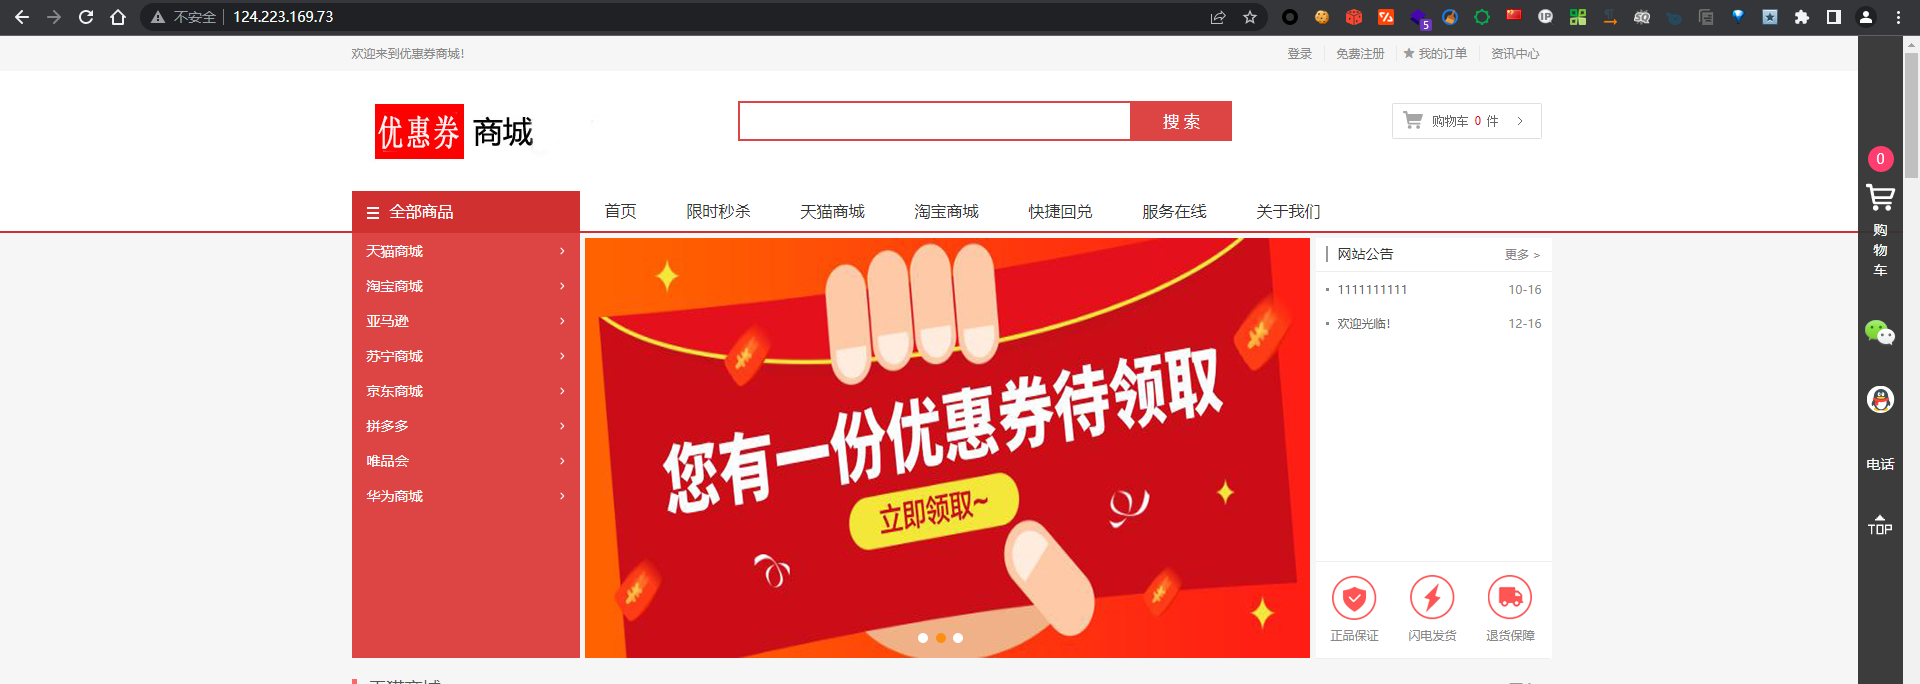 不安全 124.223.169.73
5
欢迎来到优惠券商城!
登录 免费注册 我的订单 资讯中心
优惠券 商城
搜 索
购物车 0 件 >
0
购物车
全部商品 首页 限时秒杀 天猫商城 淘宝商城 快捷回兑 服务在线 关于我们
天猫商城 >
淘宝商城 >
亚马逊 >
苏宁商城 >
京东商城 >
拼多多 >
唯品会 >
华为商城 >
您有一份优惠券待领取
立即领取~
网站公告 更多 >
1111111111 10-16
欢迎光临! 12-16
正品保证 闪电发货 退货保障
电话
TOP
天猫商城